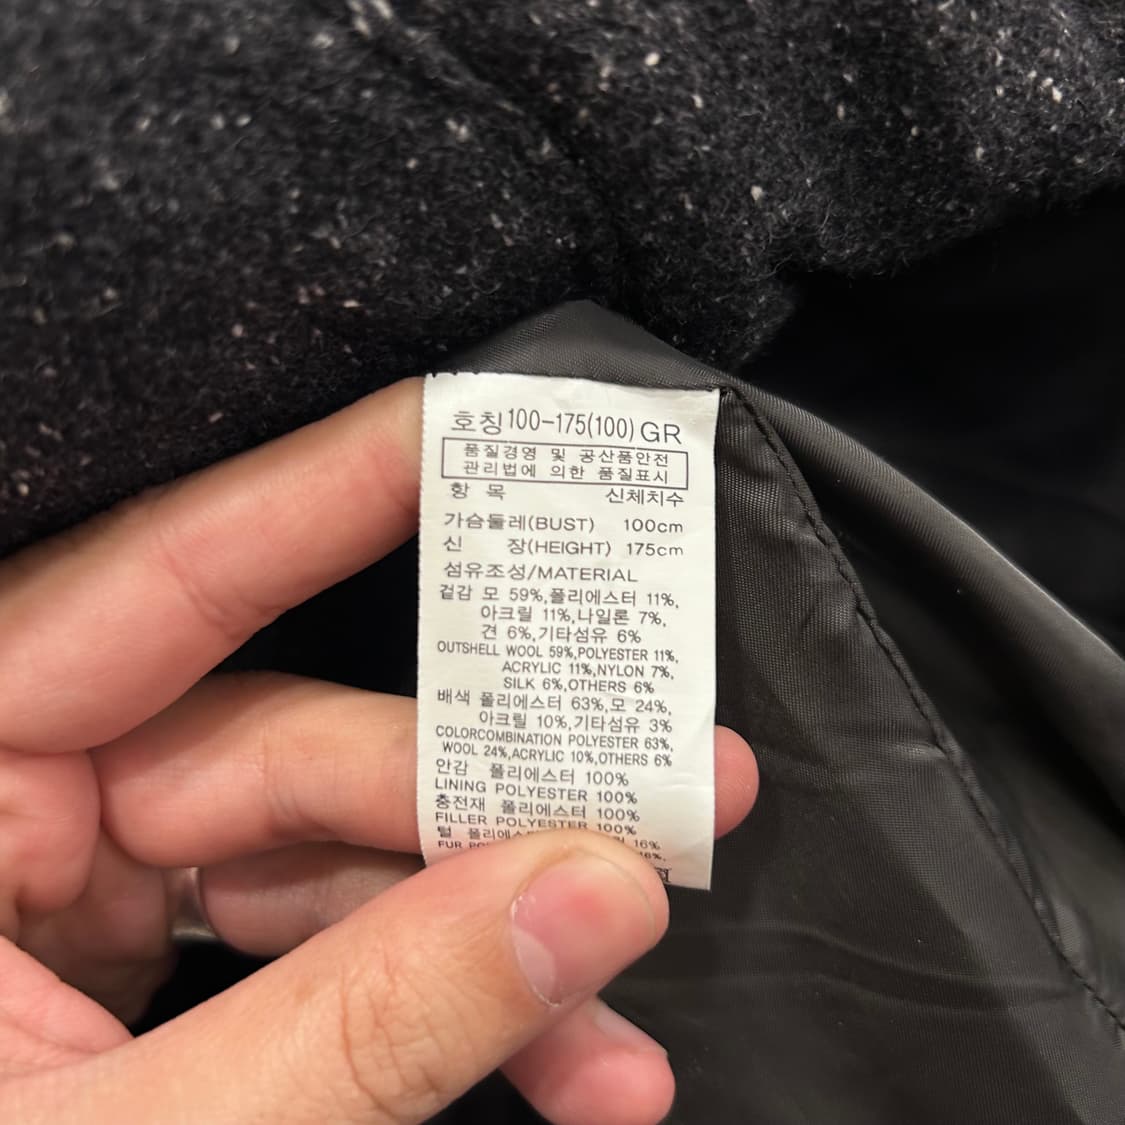 호칭100-175(100) GR
품질경영 및 공산품안전
관리법에 의한 품질표시
항 목 신체치수
가슴둘레(BUST) 100cm
신 장(HEIGHT) 175cm
섬유조성/MATERIAL
겉감 모 59%,폴리에스터 11%,
아크릴 11%,나일론 7%,
견 6%,기타섬유 6%
OUTSHELL WOOL 59%,POLYESTER 11%,
ACRYLIC 11%,NYLON 7%,
SILK 6%,OTHERS 6%
배색 폴리에스터 63%,모 24%,
아크릴 10%,기타섬유 3%
COLORCOMBINATION POLYESTER 63%,
WOOL 24%,ACRYLIC 10%,OTHERS 6%
안감 폴리에스터 100%
LINING POLYESTER 100%
충전재 폴리에스터 100%
FILLER POLYESTER 100%
털 16%
FUR 16%,